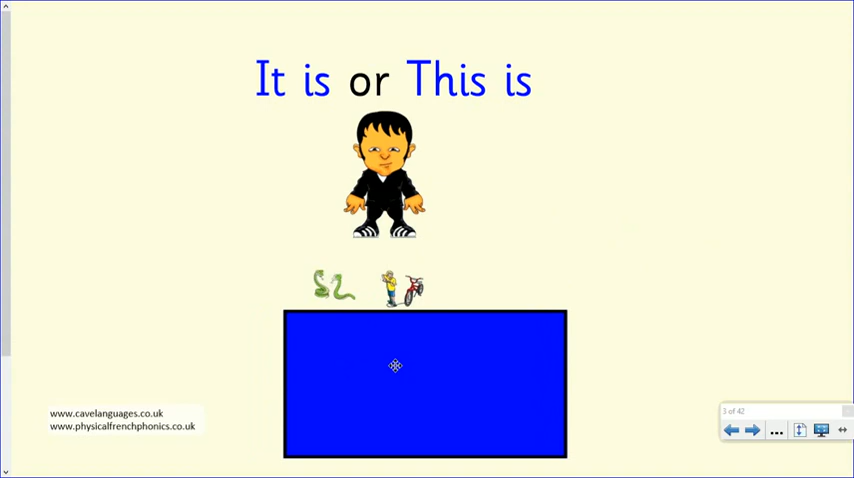 It is or This is
www.cavelanguages.co.uk
www.physicalfrenchphonics.co.uk
3 of 42